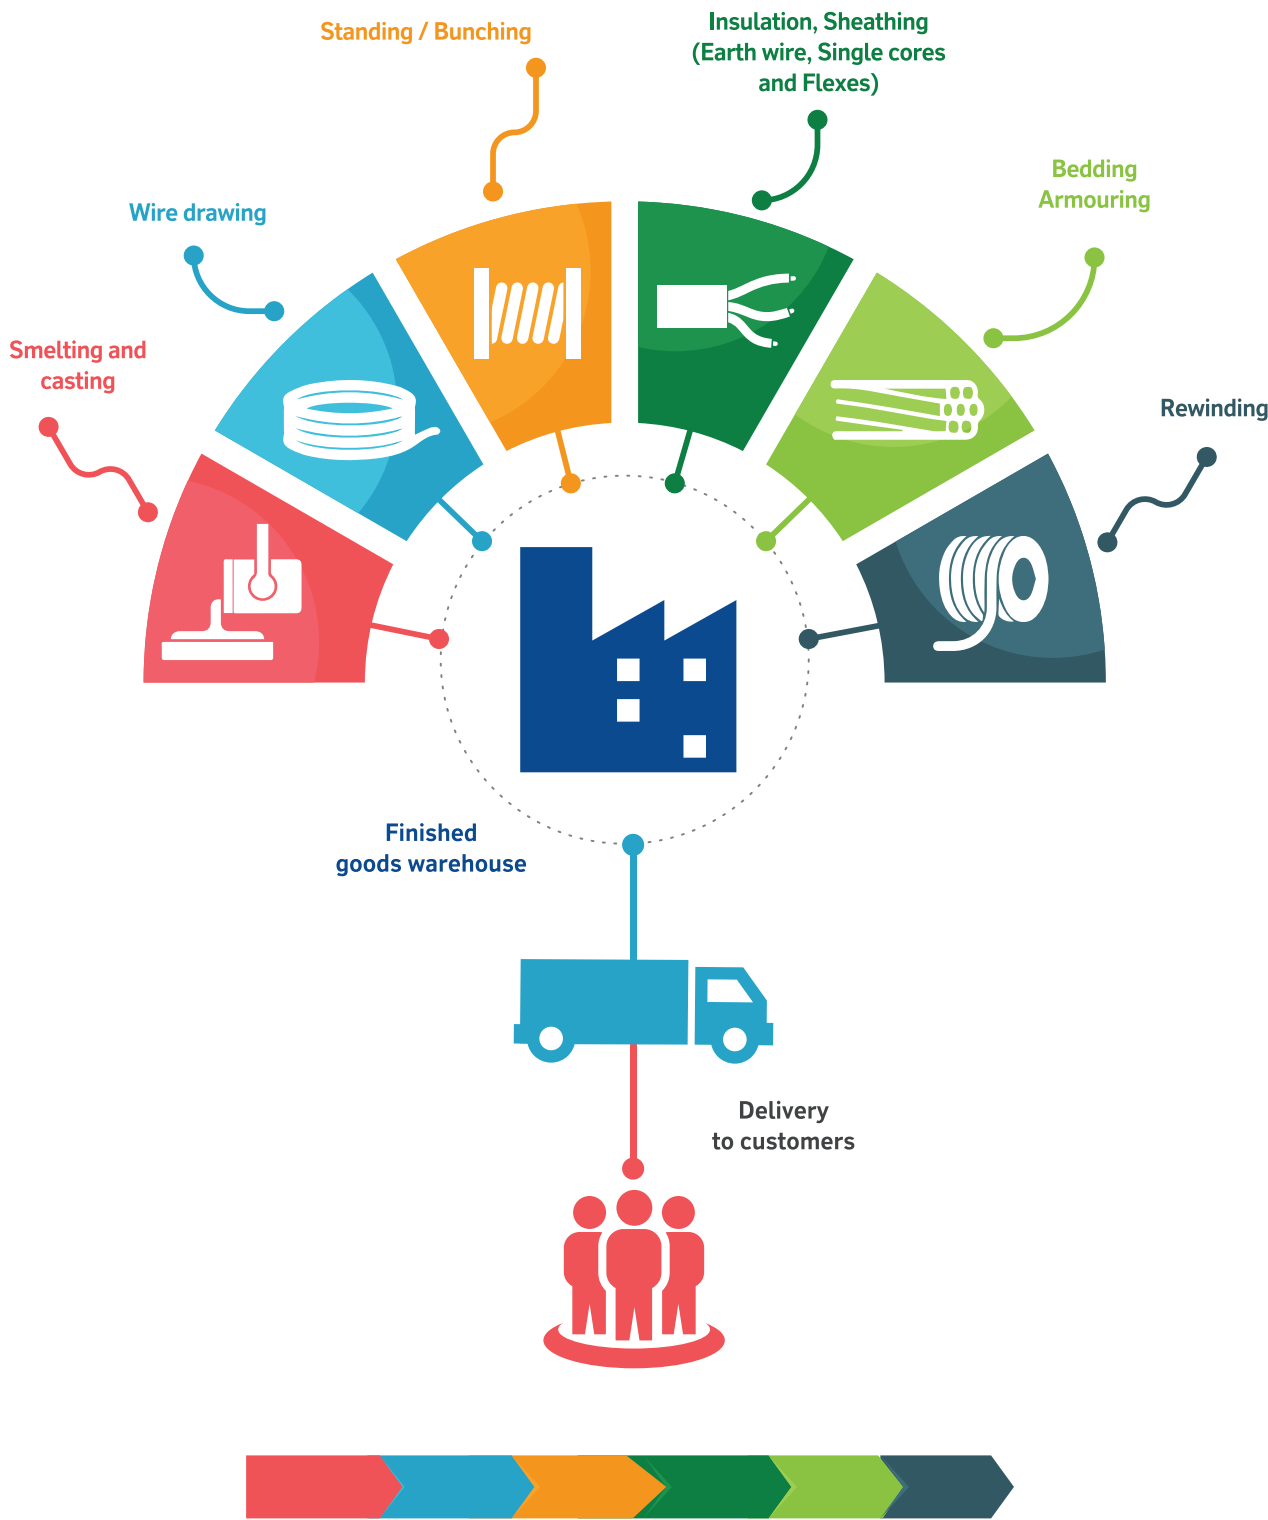 Smelting and
casting
Wire drawing
Standing / Bunching
Insulation, Sheathing
(Earth wire, Single cores
and Flexes)
Bedding
Armouring
Rewinding
Finished
goods warehouse
Delivery
to customers